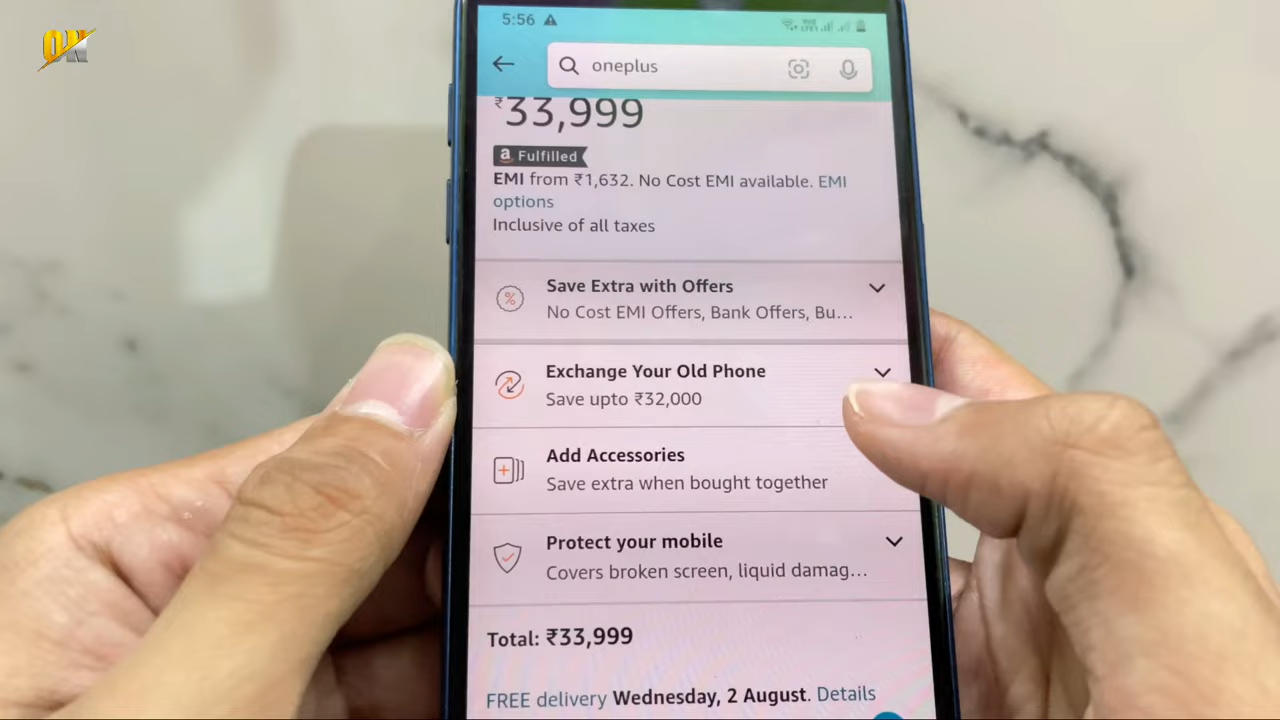 ON
5:56
oneplus
₹33,999
a Fulfilled
EMI from ₹1,632. No Cost EMI available. EMI
options
Inclusive of all taxes
Save Extra with Offers
No Cost EMI Offers, Bank Offers, Bu...
Exchange Your Old Phone
Save upto ₹32,000
Add Accessories
Save extra when bought together
Protect your mobile
Covers broken screen, liquid damag...
Total: ₹33,999
FREE delivery Wednesday, 2 August. Details